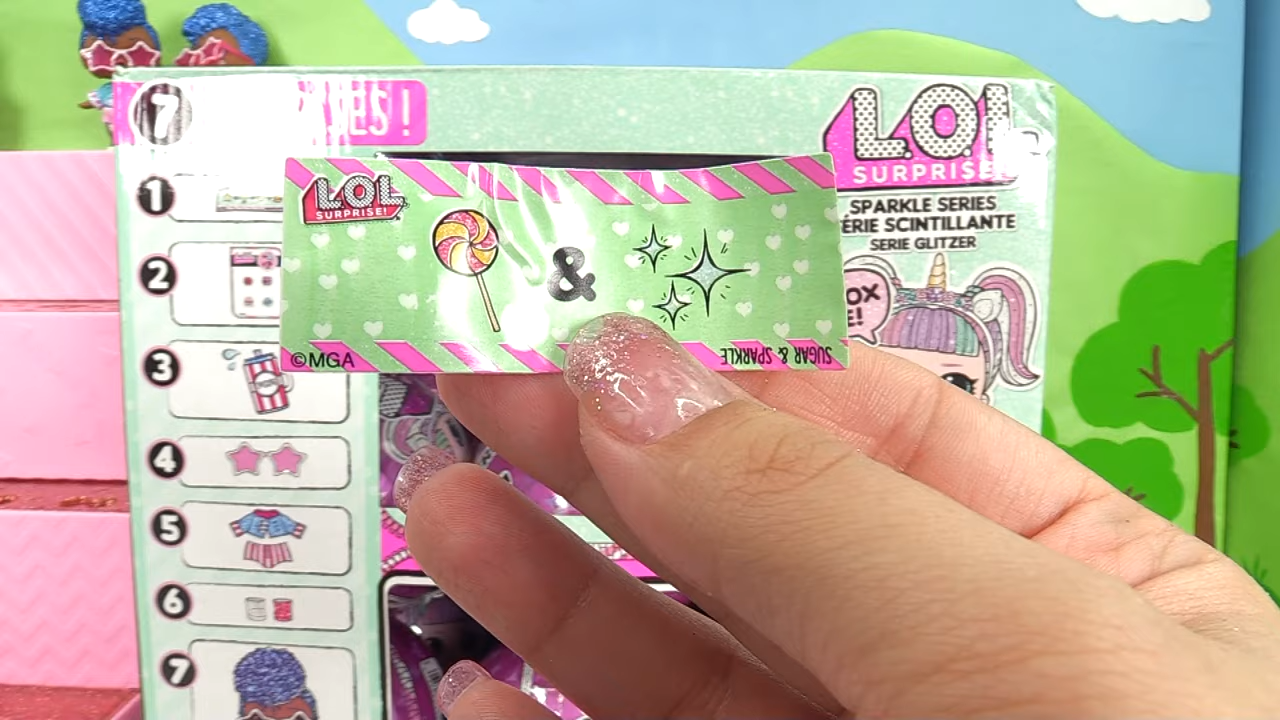 7
1
2
3
4
5
6
7
L.O.L.
SURPRISE!
&
©MGA
SUGAR & SPARKLE
L.O.L
SURPRISE!
SPARKLE SERIES
ÉRIE SCINTILLANTE
SERIE GLITZER
OX
E!